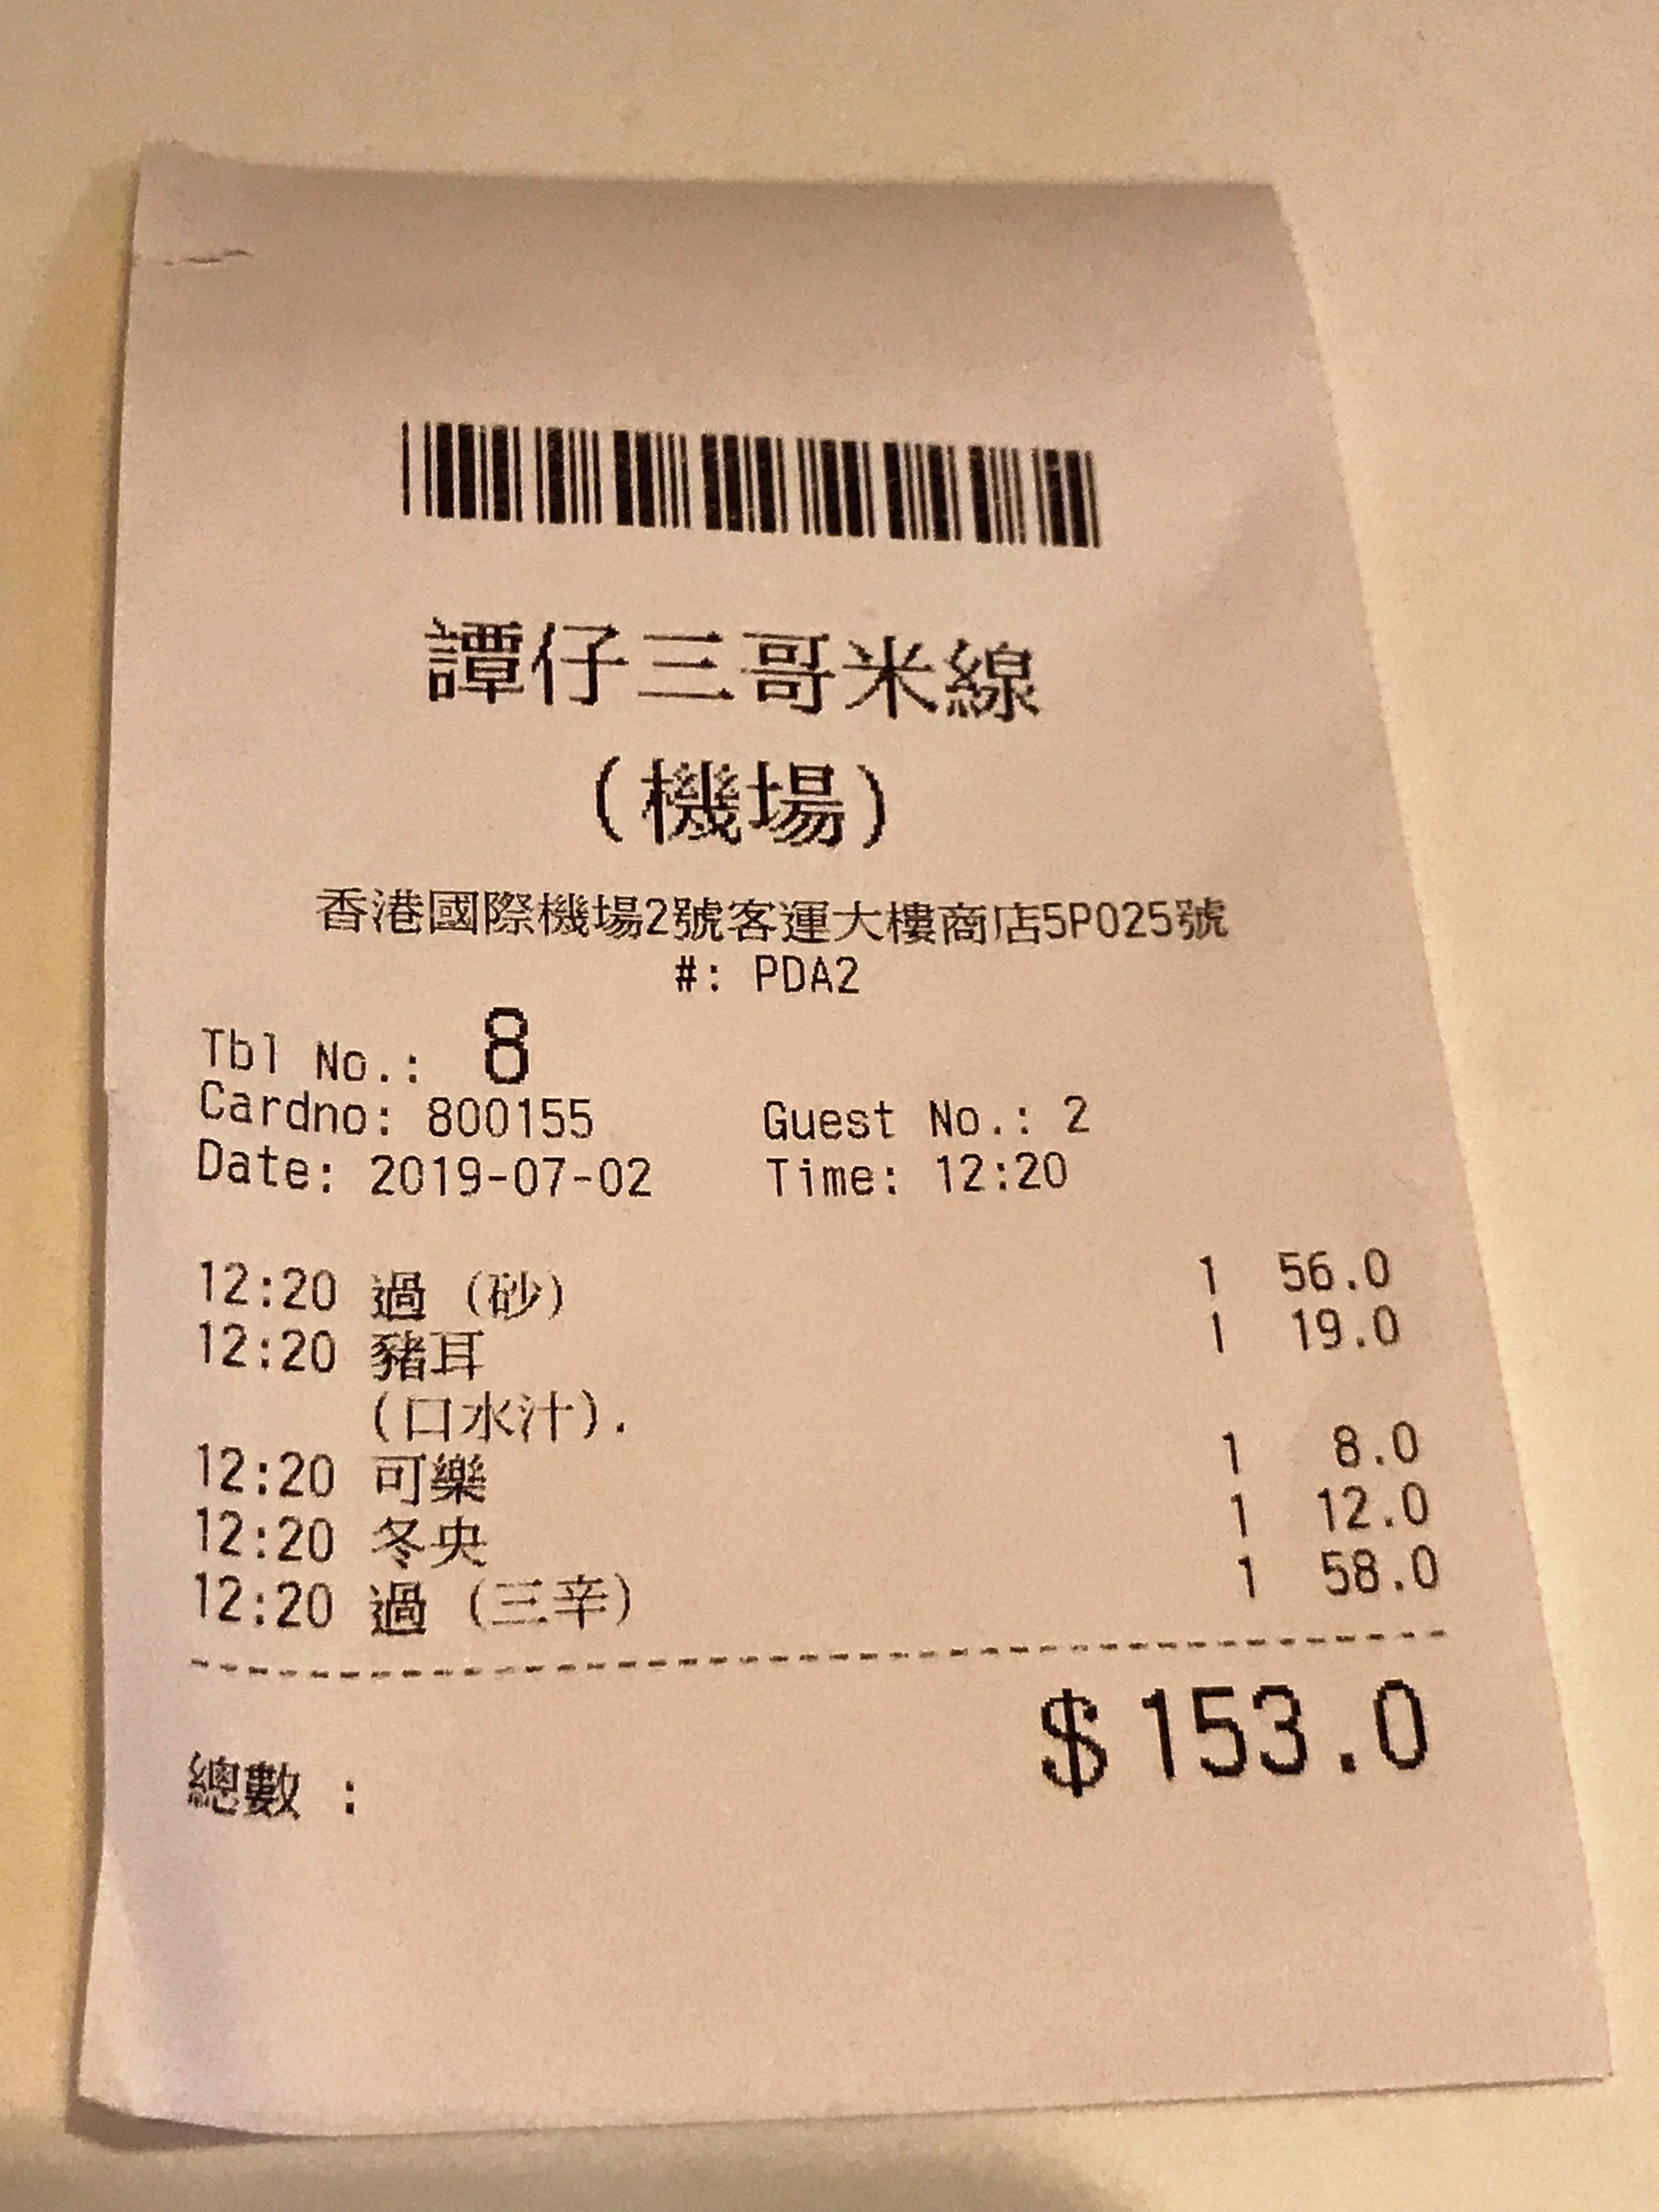 譚仔三哥米線
(機場)
香港國際機場2號客運大樓商店5P025號
#: PDA2
Tbl No.: 8
Cardno: 800155 Guest No.: 2
Date: 2019-07-02 Time: 12:20
12:20 過 (砂) 1 56.0
12:20 豬耳 1 19.0
(口水汁).
12:20 可樂 1 8.0
12:20 冬央 1 12.0
12:20 過 (三辛) 1 58.0
總數 : $153.0